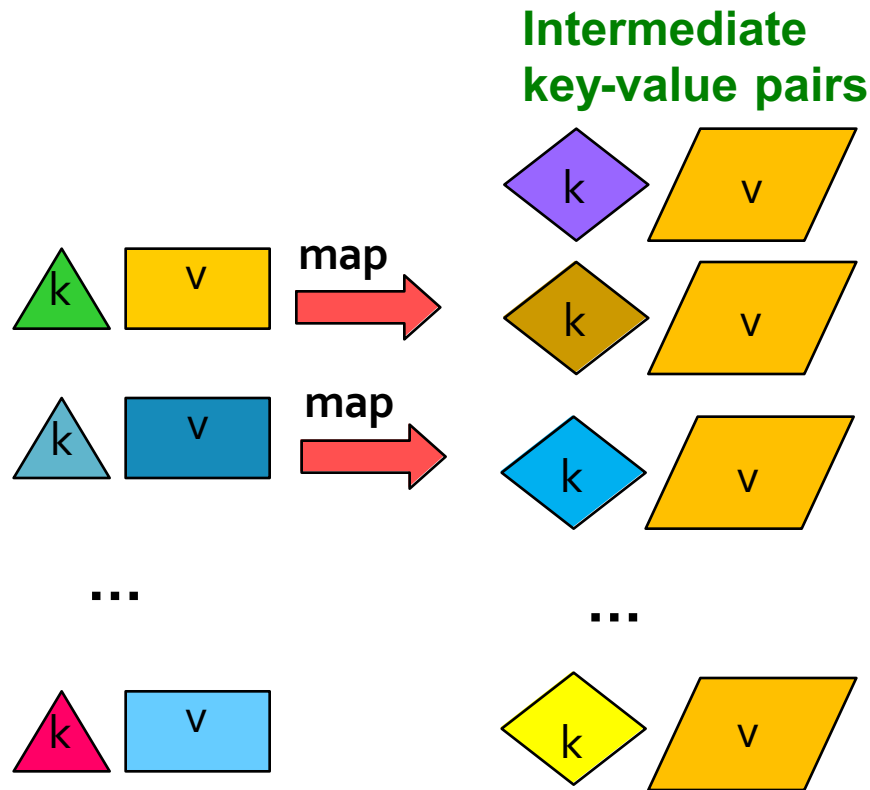 Intermediate
key-value pairs
k v
k v map k v
k v map k v
... ...
k v k v